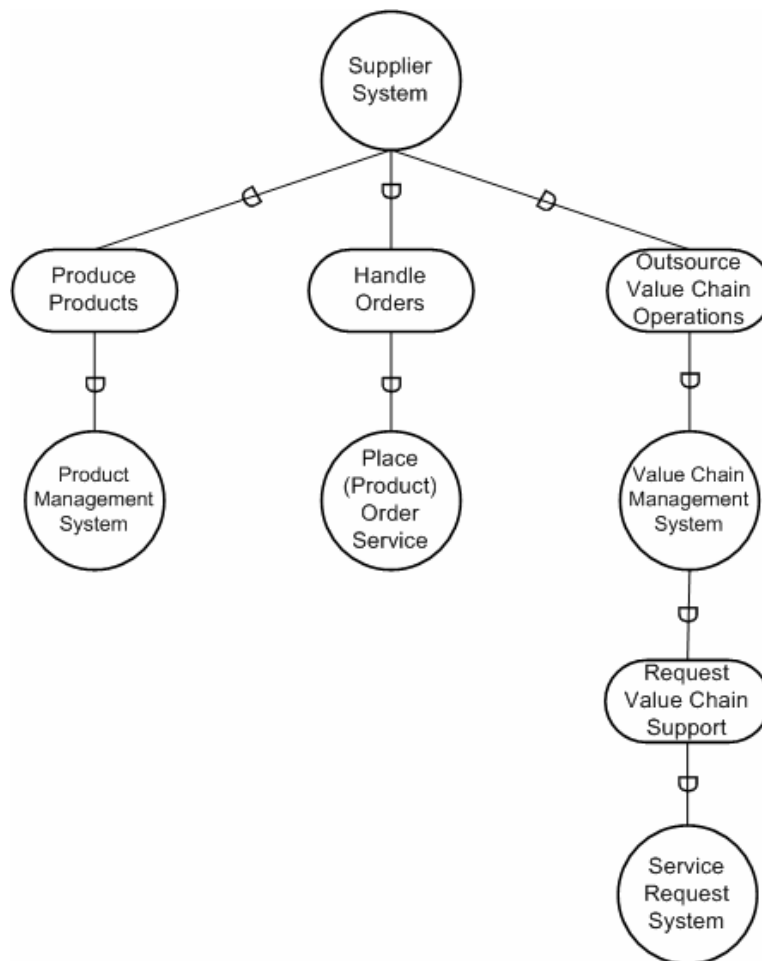 Supplier
System
Produce
Products
Handle
Orders
Outsource
Value Chain
Operations
Product
Management
System
Place
(Product)
Order
Service
Value Chain
Management
System
Request
Value Chain
Support
Service
Request
System